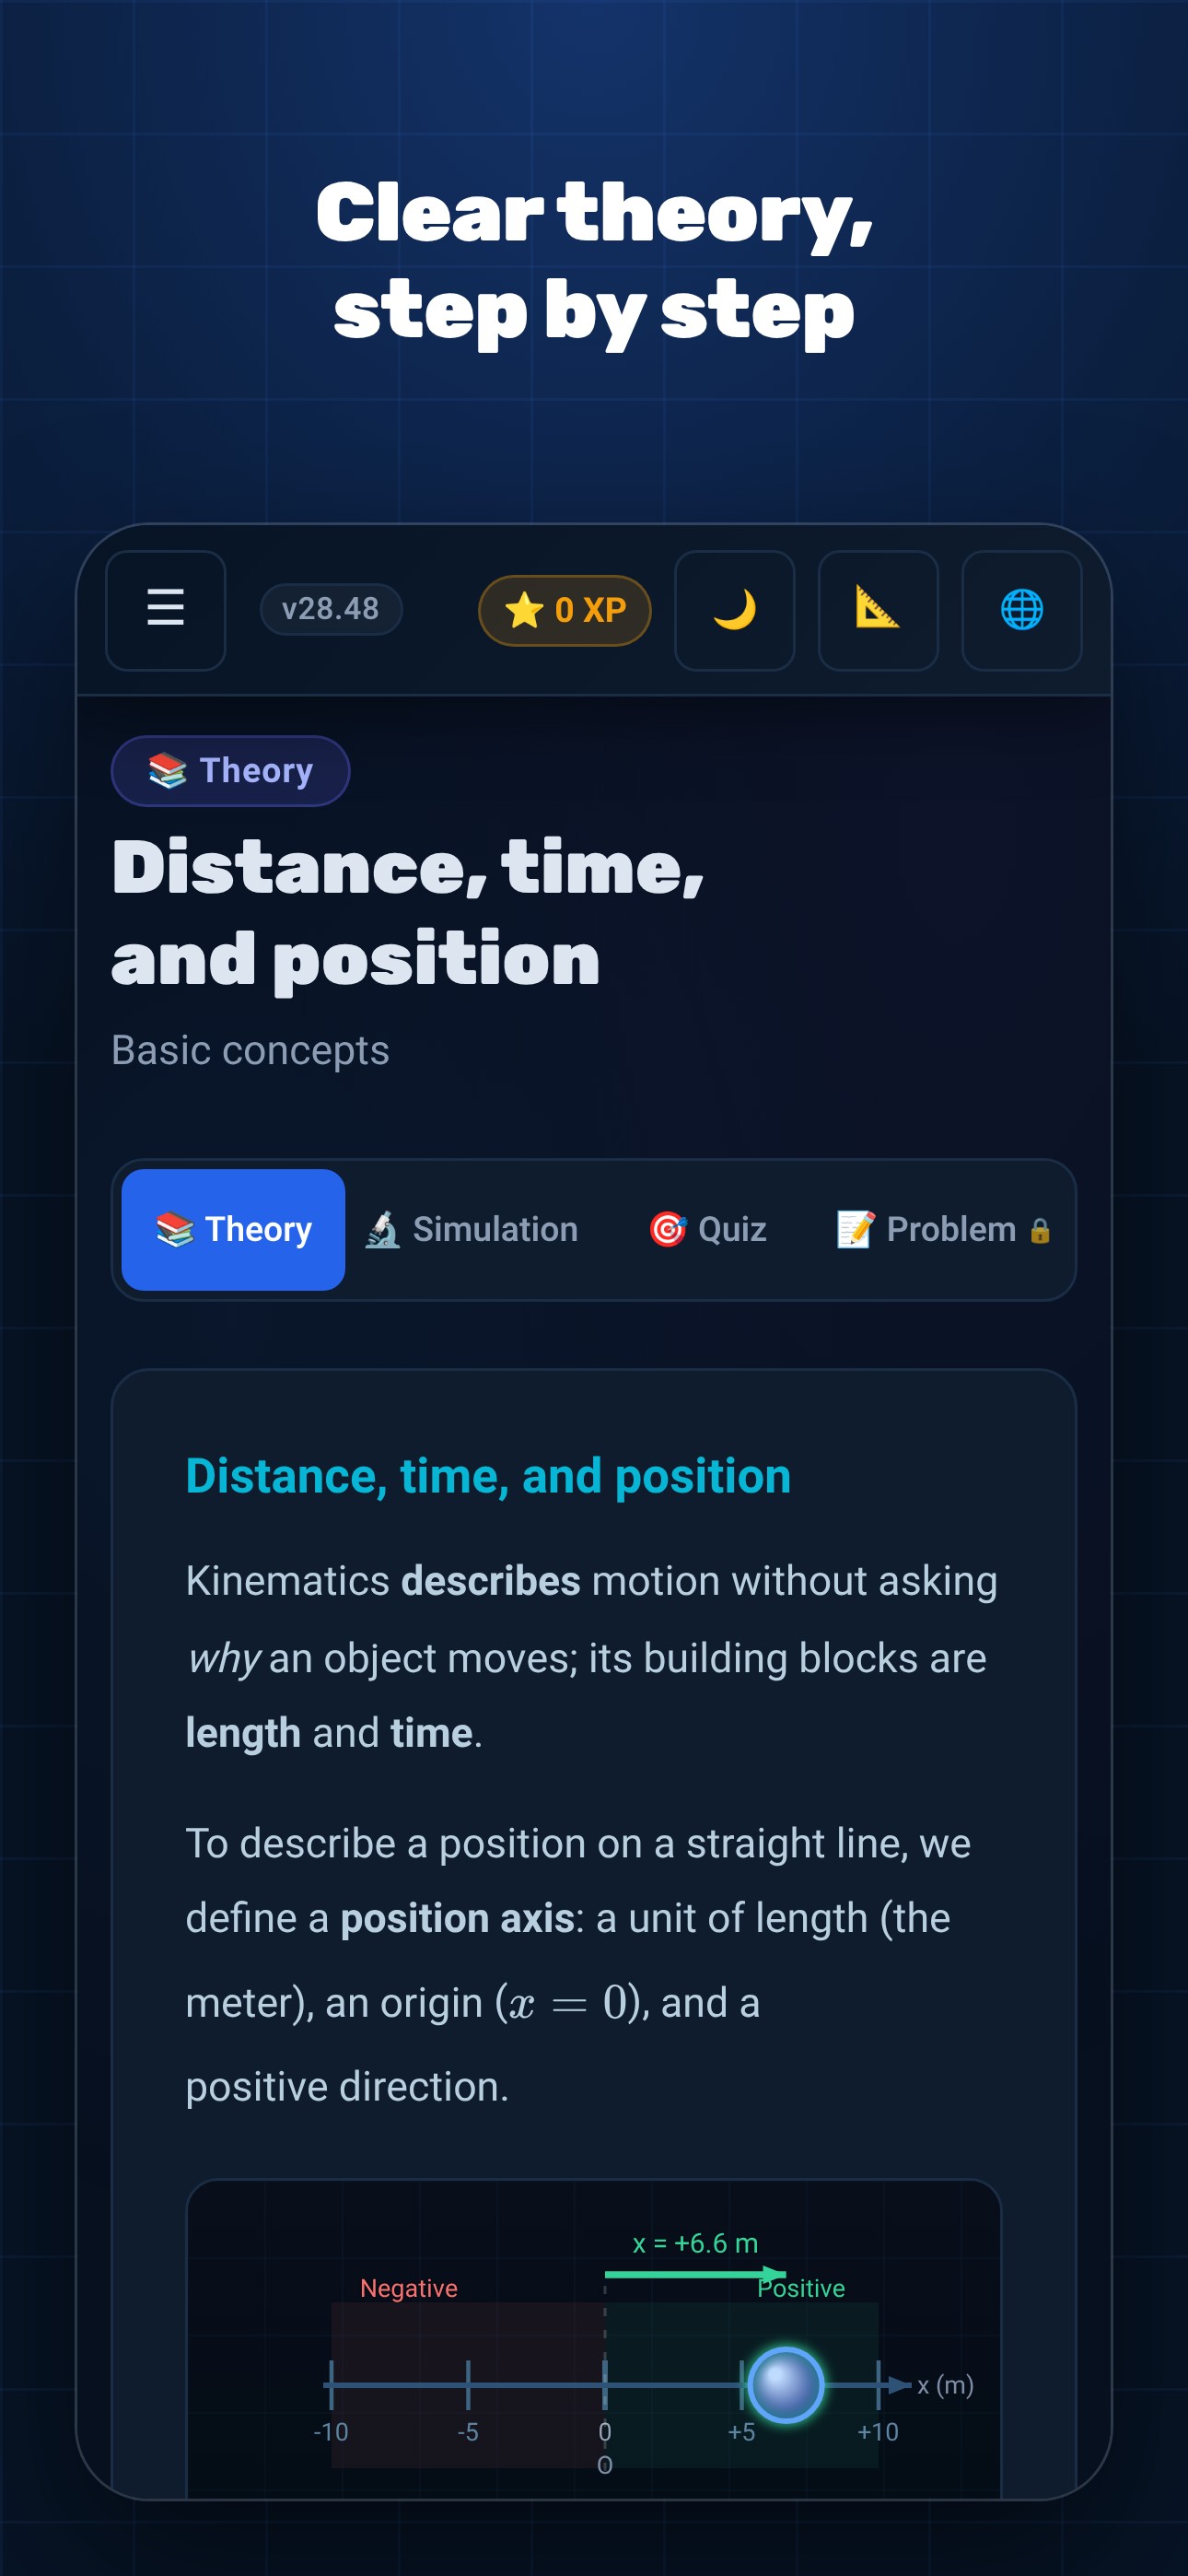 Clear theory,
step by step
☰ v28.48 ⭐ 0 XP 🌙 📐 🌐
📚 Theory
Distance, time,
and position
Basic concepts
📚 Theory 🔬 Simulation 🎯 Quiz 📝 Problem 🔒
Distance, time, and position
Kinematics describes motion without asking
why an object moves; its building blocks are
length and time.
To describe a position on a straight line, we
define a position axis: a unit of length (the
meter), an origin (x = 0), and a
positive direction.
x = +6.6 m
Negative Positive
x (m)
-10 -5 0 +5 +10
O